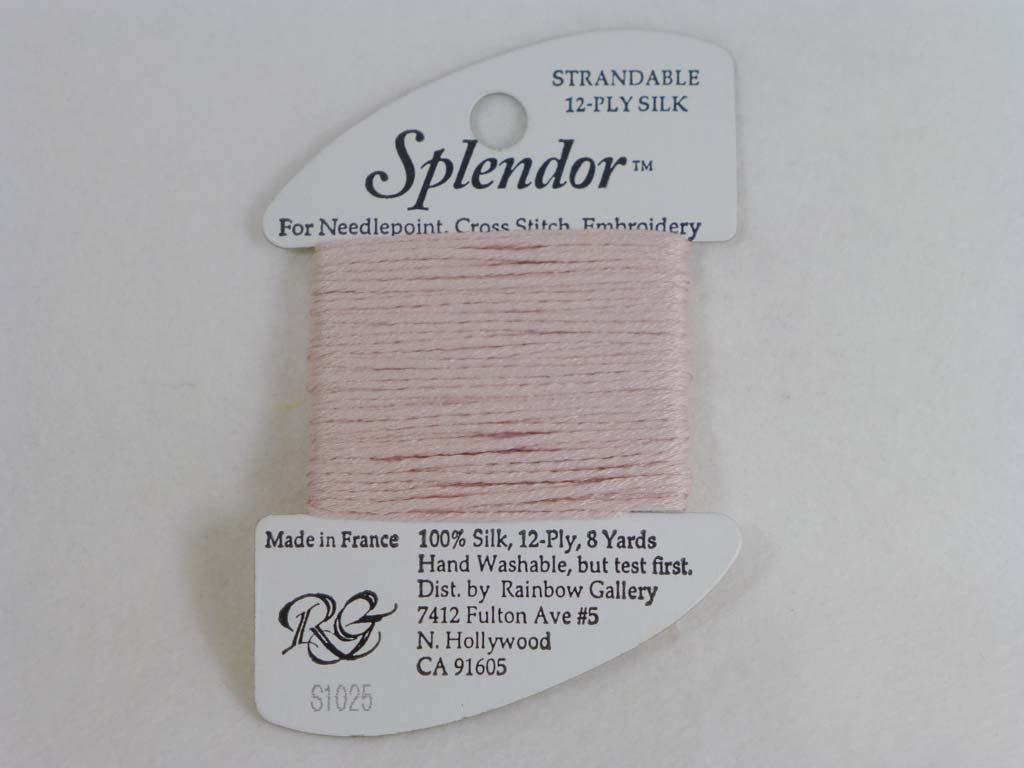 STRANDABLE
12-PLY SILK
Splendor™
For Needlepoint, Cross Stitch, Embroidery
Made in France
100% Silk, 12-Ply, 8 Yards
Hand Washable, but test first.
Dist. by Rainbow Gallery
7412 Fulton Ave #5
N. Hollywood
CA 91605
RG
S1025